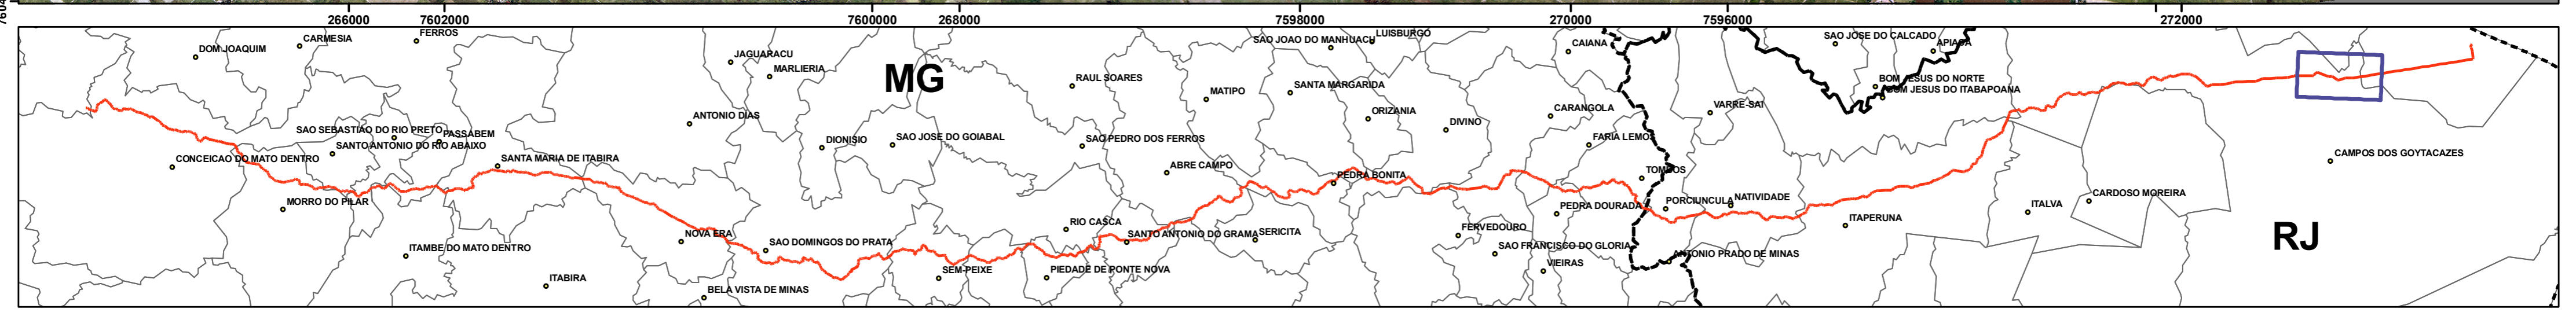 266000
7602000
7600000
268000
7598000
270000
7596000
272000
DOM JOAQUIM
CARMESIA
FERROS
JAGUARACU
MARLIERIA
MG
RAUL SOARES
MATIPO
SAO JOAO DO MANHUACU
LUISBURGO
SANTA MARGARIDA
ORIZANIA
DIVINO
CAIANA
CARANGOLA
FARIA LEMOS
VARRE-SAI
SAO JOSE DO CALCADO
APIACA
BOM JESUS DO NORTE
BOM JESUS DO ITABAPOANA
ANTONIO DIAS
DIONISIO
SAO JOSE DO GOIABAL
SAO PEDRO DOS FERROS
ABRE CAMPO
PEDRA BONITA
TOMBOS
SAO SEBASTIAO DO RIO PRETO
PASSABEM
SANTO ANTONIO DO RIO ABAIXO
CONCEICAO DO MATO DENTRO
SANTA MARIA DE ITABIRA
MORRO DO PILAR
ITAMBE DO MATO DENTRO
ITABIRA
NOVA ERA
SAO DOMINGOS DO PRATA
BELA VISTA DE MINAS
SEM-PEIXE
RIO CASCA
PIEDADE DE PONTE NOVA
SANTO ANTONIO DO GRAMA
SERICITA
FERVEDOURO
SAO FRANCISCO DO GLORIA
VIEIRAS
PEDRA DOURADA
PORCIUNCULA
NATIVIDADE
ANTONIO PRADO DE MINAS
ITAPERUNA
ITALVA
CARDOSO MOREIRA
CAMPOS DOS GOYTACAZES
RJ